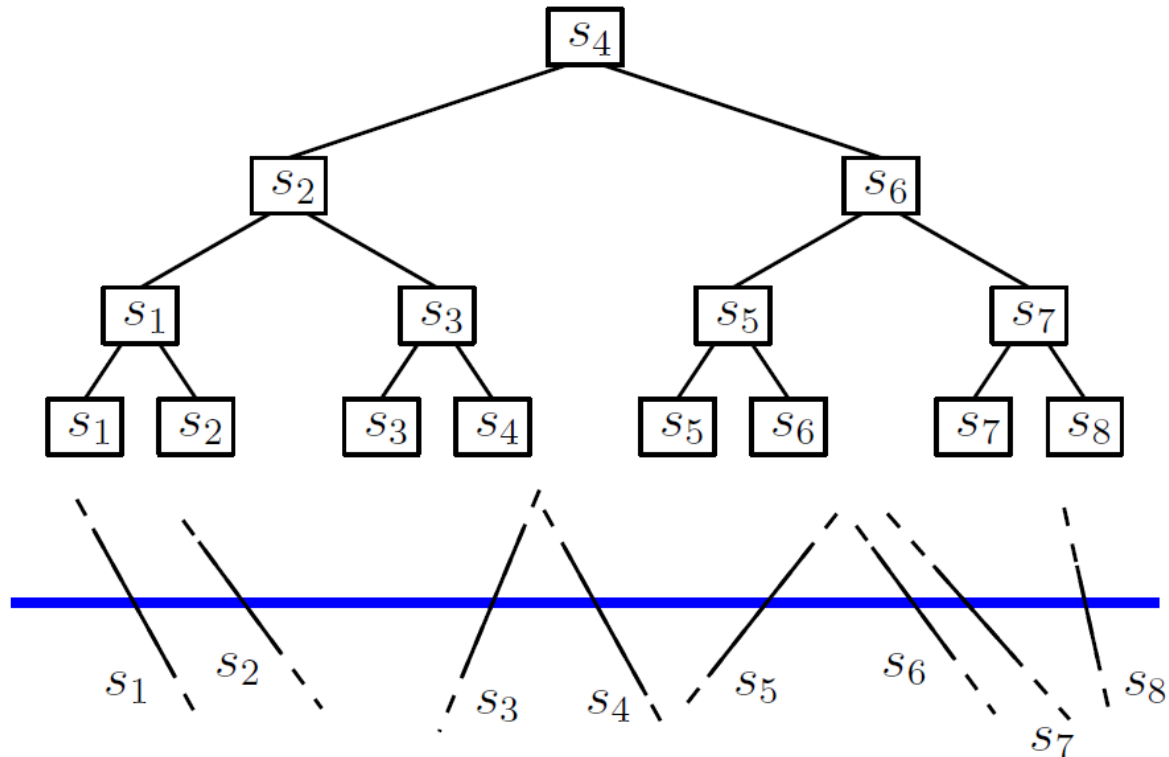 s₄
s₂ s₆
s₁ s₃ s₅ s₇
s₁ s₂ s₃ s₄ s₅ s₆ s₇ s₈
s₁ s₂ s₃ s₄ s₅ s₆ s₇ s₈